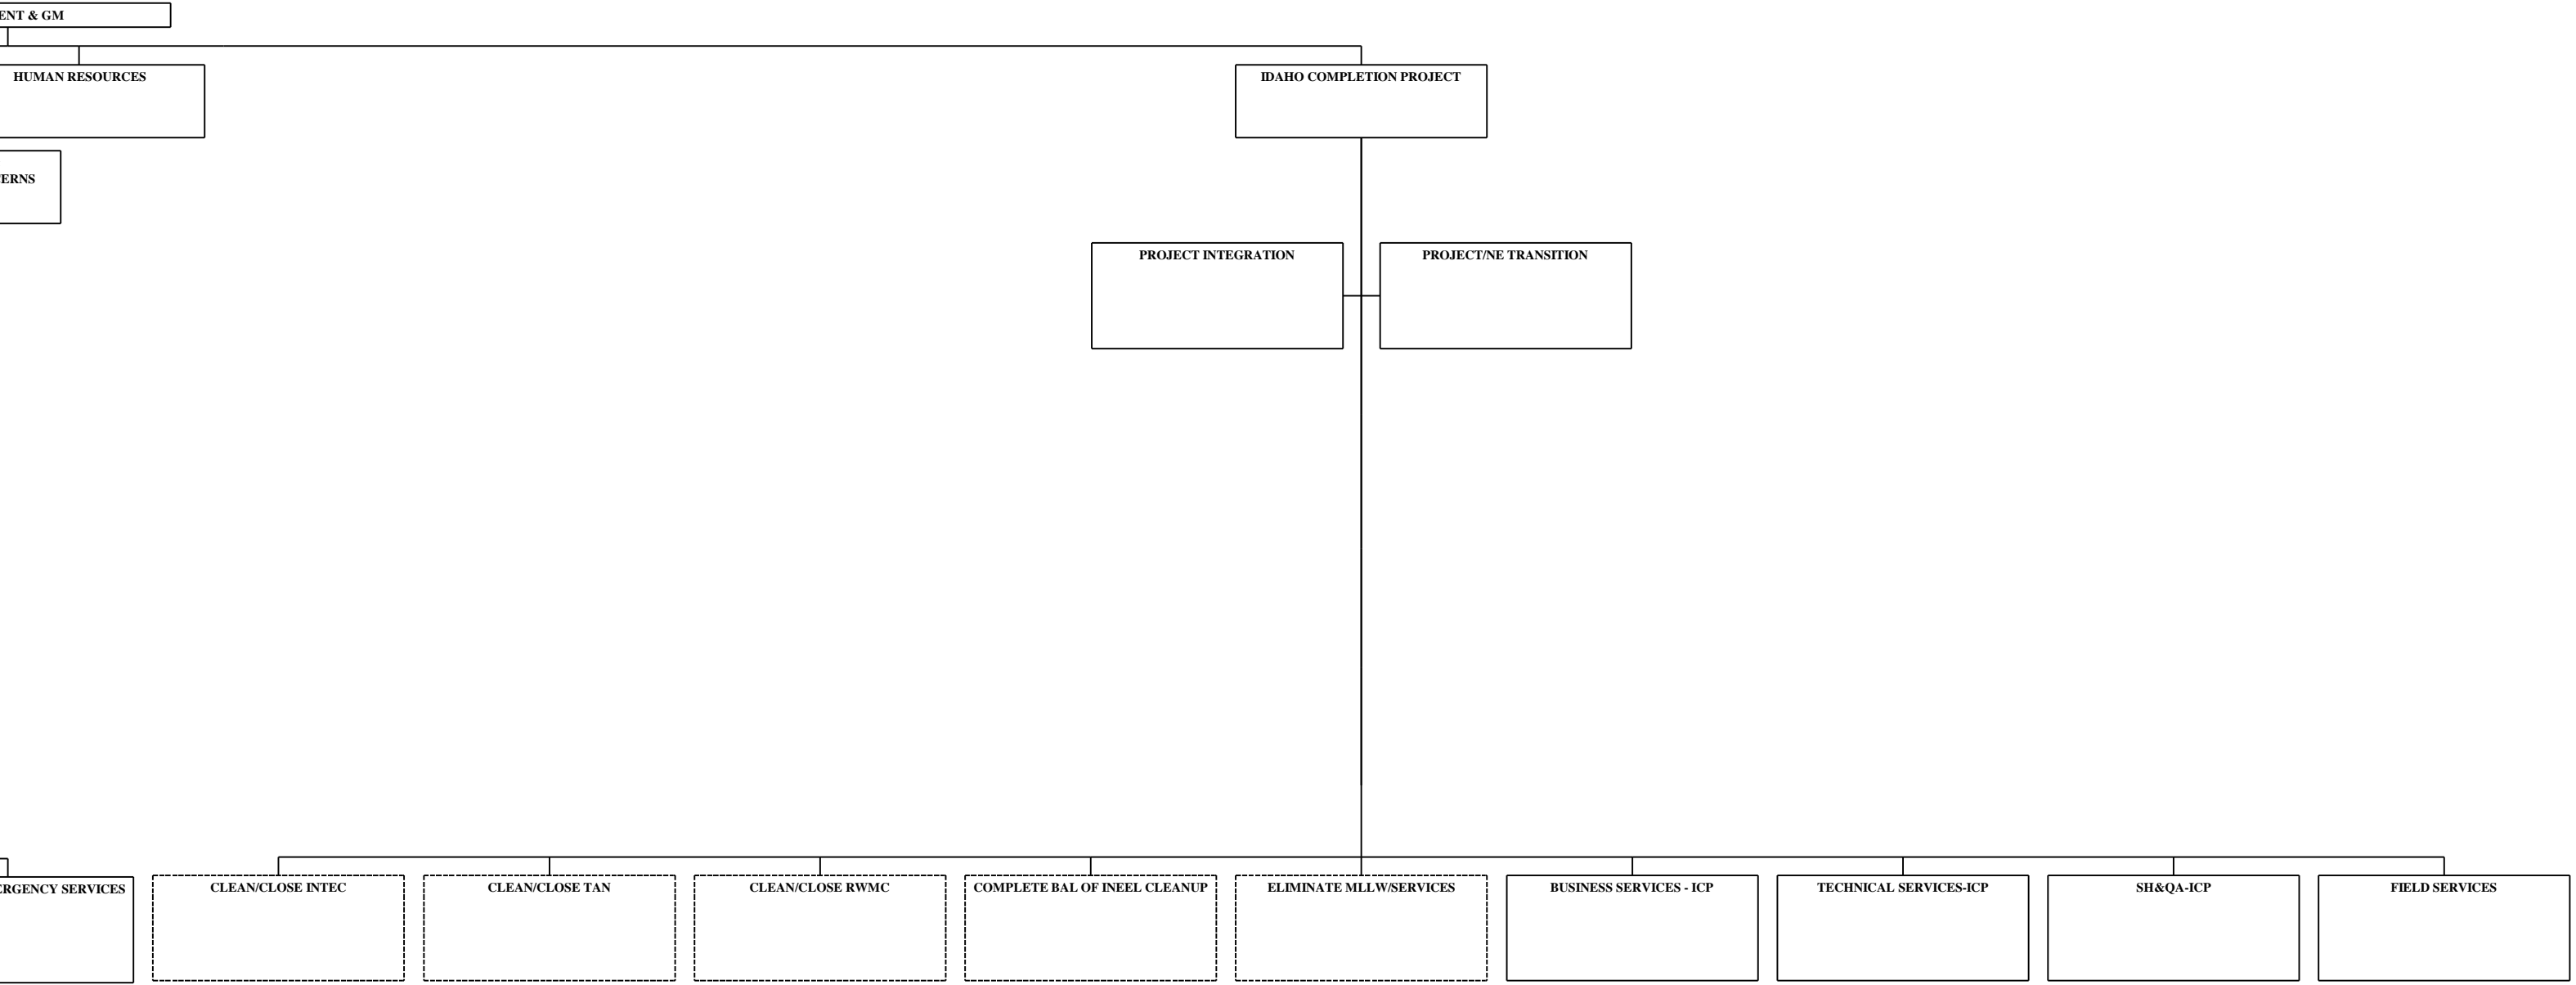 ENT & GM
HUMAN RESOURCES
IDAHO COMPLETION PROJECT
ERNS
PROJECT INTEGRATION
PROJECT/NE TRANSITION
ERGENCY SERVICES
CLEAN/CLOSE INTEC
CLEAN/CLOSE TAN
CLEAN/CLOSE RWMC
COMPLETE BAL OF INEEL CLEANUP
ELIMINATE MLLW/SERVICES
BUSINESS SERVICES - ICP
TECHNICAL SERVICES-ICP
SH&QA-ICP
FIELD SERVICES